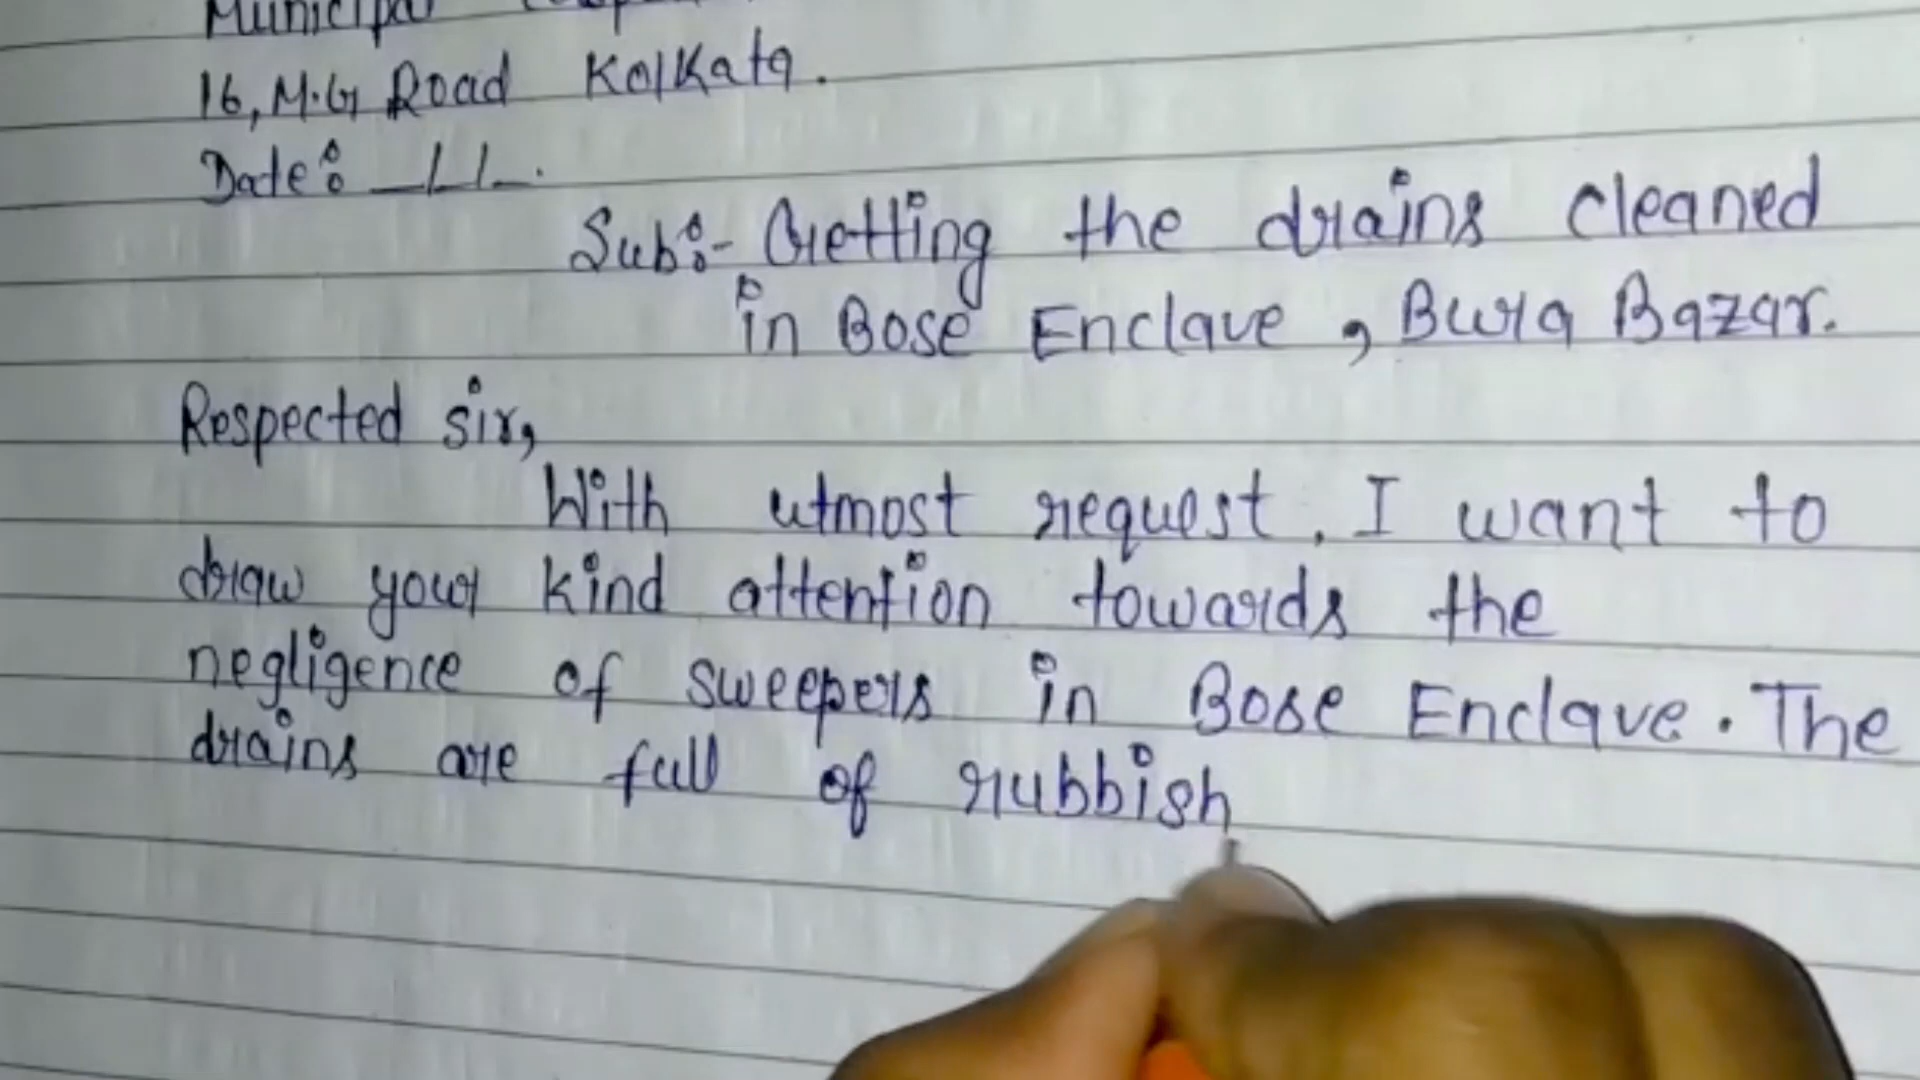 Municipal
16, M.G Road Kolkata.
Date: _/_/_.
Sub:- Getting the drains cleaned
in Bose Enclave, Burra Bazar.
Respected sir,
With utmost request, I want to
draw your kind attention towards the
negligence of sweepers in Bose Enclave. The
drains are full of rubbish